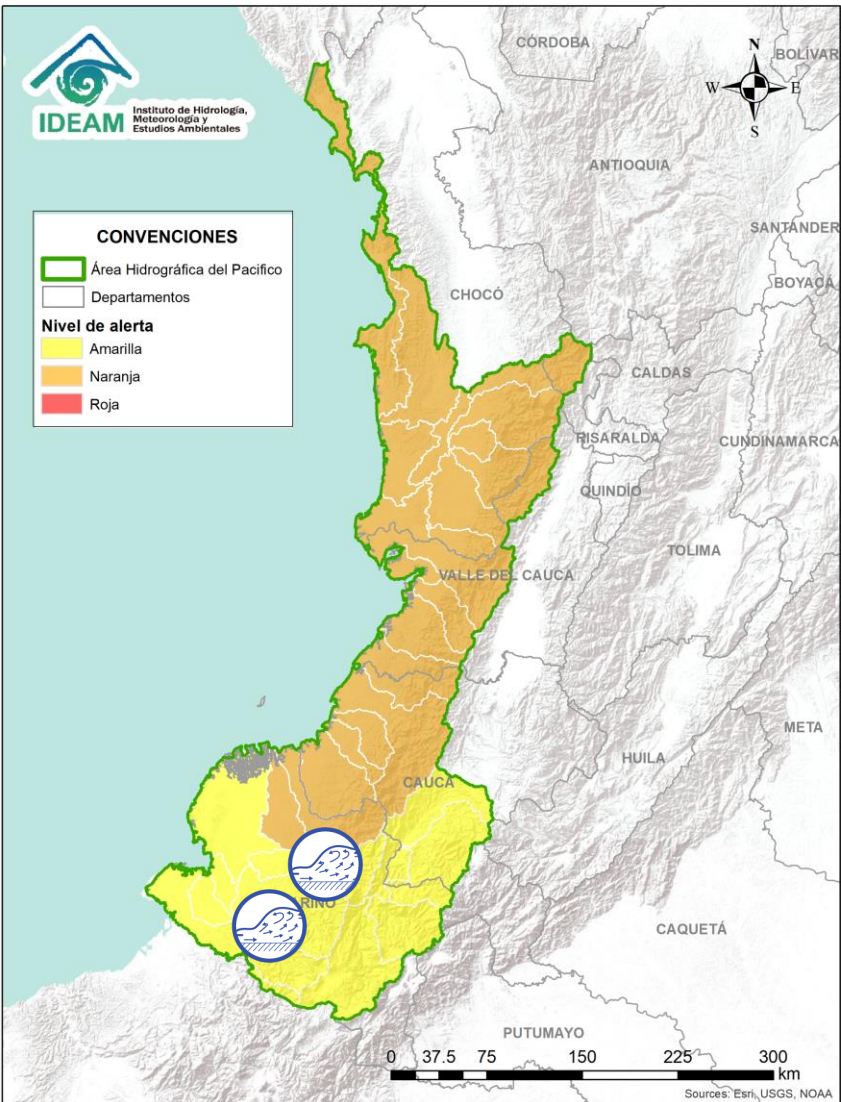 CÓRDOBA
BOLÍVAR
N
W
E
S
IDEAM
Instituto de Hidrología,
Meteorología y
Estudios Ambientales
ANTIOQUIA
SANTANDER
CONVENCIONES
Área Hidrográfica del Pacifico
Departamentos
Nivel de alerta
Amarilla
Naranja
Roja
BOYACÁ
CHOCÓ
CALDAS
RISARALDA
CUNDINAMARCA
QUINDÍO
TOLIMA
VALLE DEL CAUCA
META
HUILA
CAUCA
ARIÑO
CAQUETÁ
PUTUMAYO
0 37.5 75 150 225 300
km
Sources: Esri, USGS, NOAA